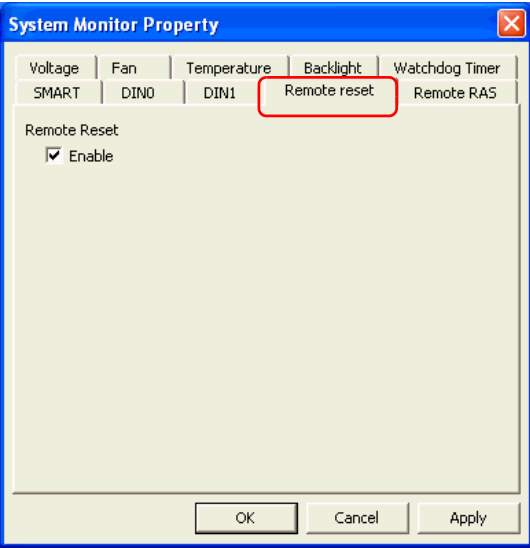 System Monitor Property
Voltage Fan Temperature Backlight Watchdog Timer
SMART DIN0 DIN1 Remote reset Remote RAS
Remote Reset
Enable
OK Cancel Apply